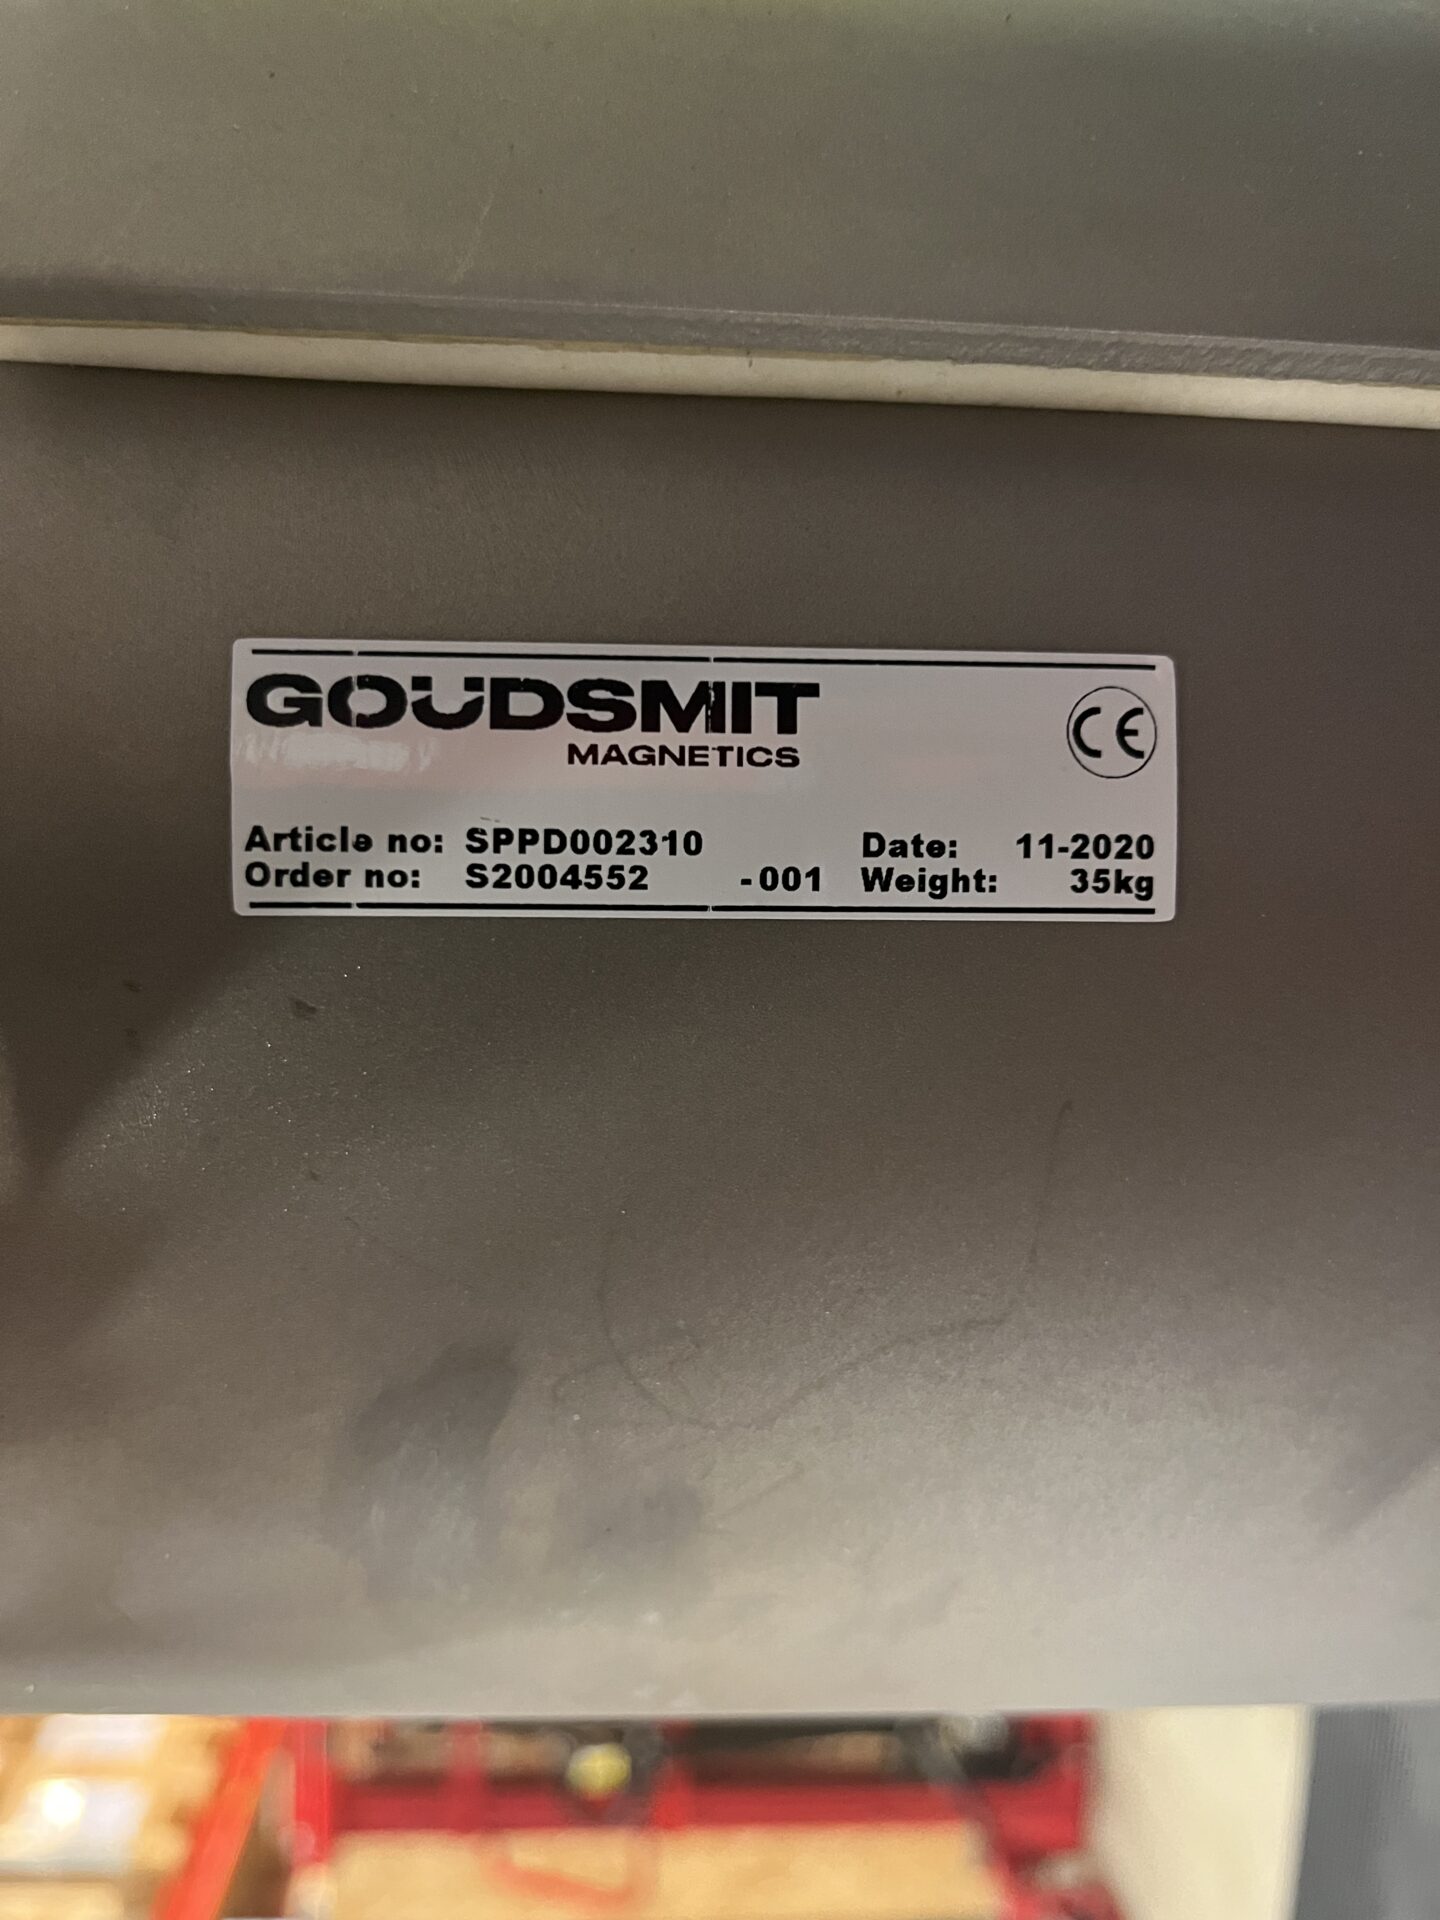 GOUDSMIT
MAGNETICS
CE
Article no: SPPD002310 Date: 11-2020
Order no: S2004552 -001 Weight: 35kg